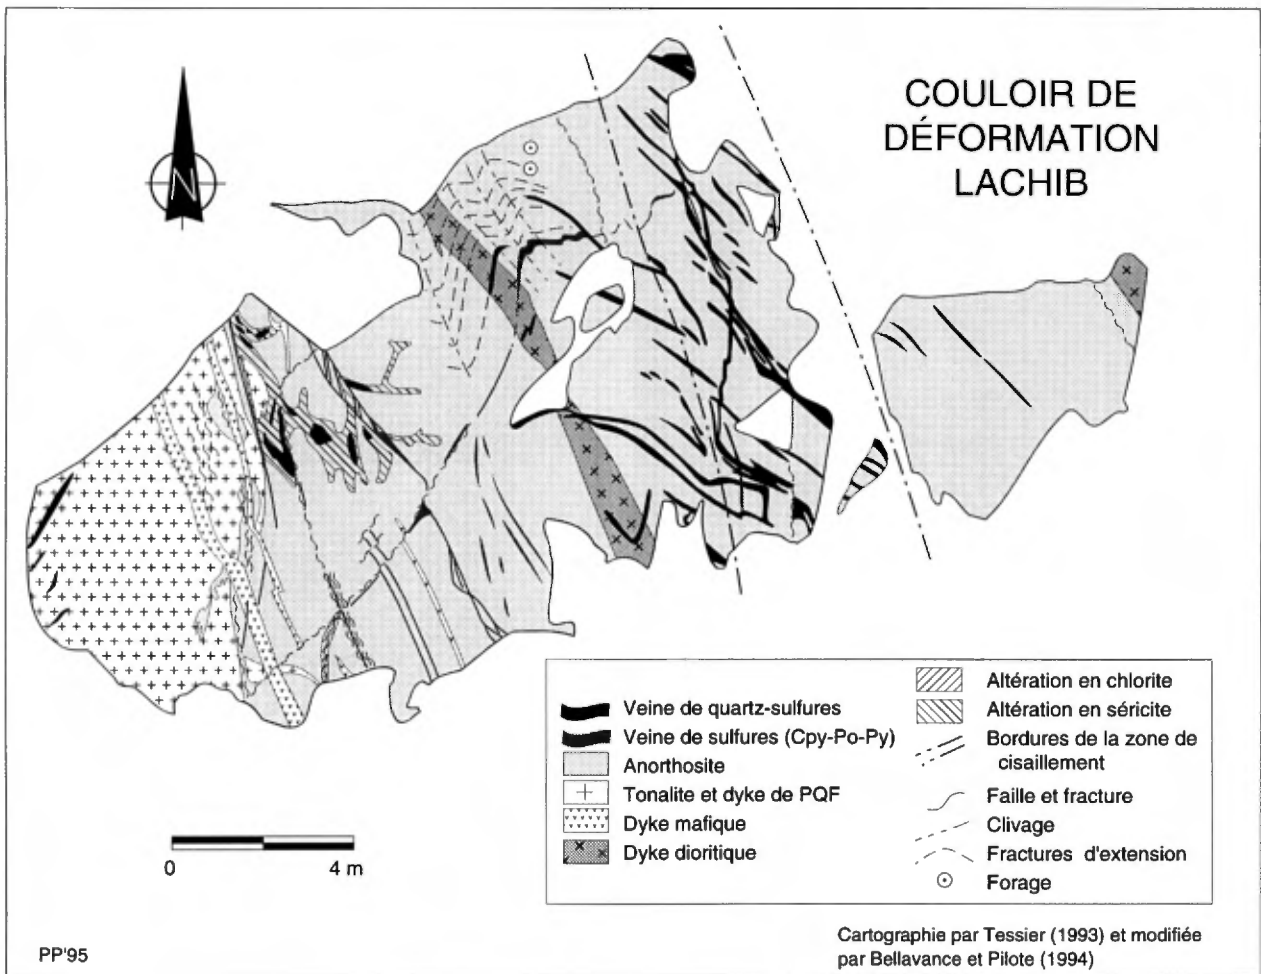 COULOIR DE
DÉFORMATION
LACHIB
N
Veine de quartz-sulfures
Veine de sulfures (Cpy-Po-Py)
Anorthosite
Tonalite et dyke de PQF
Dyke mafique
Dyke dioritique
Altération en chlorite
Altération en séricite
Bordures de la zone de
cisaillement
Faille et fracture
Clivage
Fractures d'extension
Forage
0 4 m
PP'95
Cartographie par Tessier (1993) et modifiée
par Bellavance et Pilote (1994)